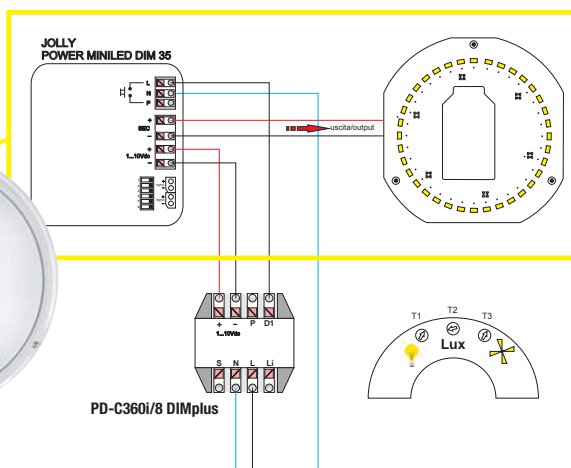 JOLLY
POWER MINILED DIM 35
L
N
P
+
SEC
−
+
1...10Vdc
−
uscita/output
+ − P D1
1...10Vdc
S N L Li
PD-C360i/8 DIMplus
T1 T2 T3
Lux